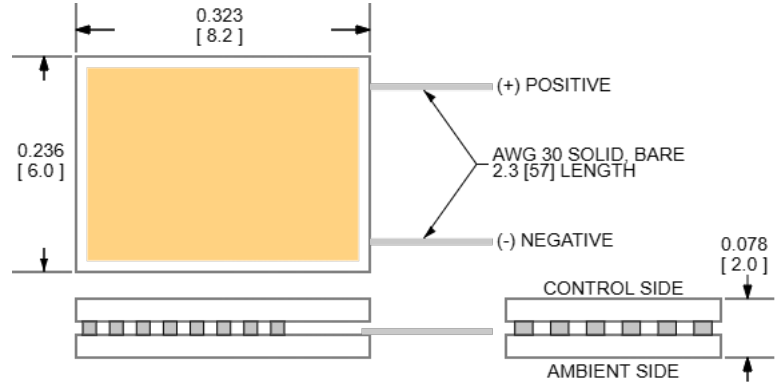 0.323
[ 8.2 ]
(+) POSITIVE
0.236
[ 6.0 ]
AWG 30 SOLID, BARE
2.3 [57] LENGTH
(-) NEGATIVE
0.078
[ 2.0 ]
CONTROL SIDE
AMBIENT SIDE